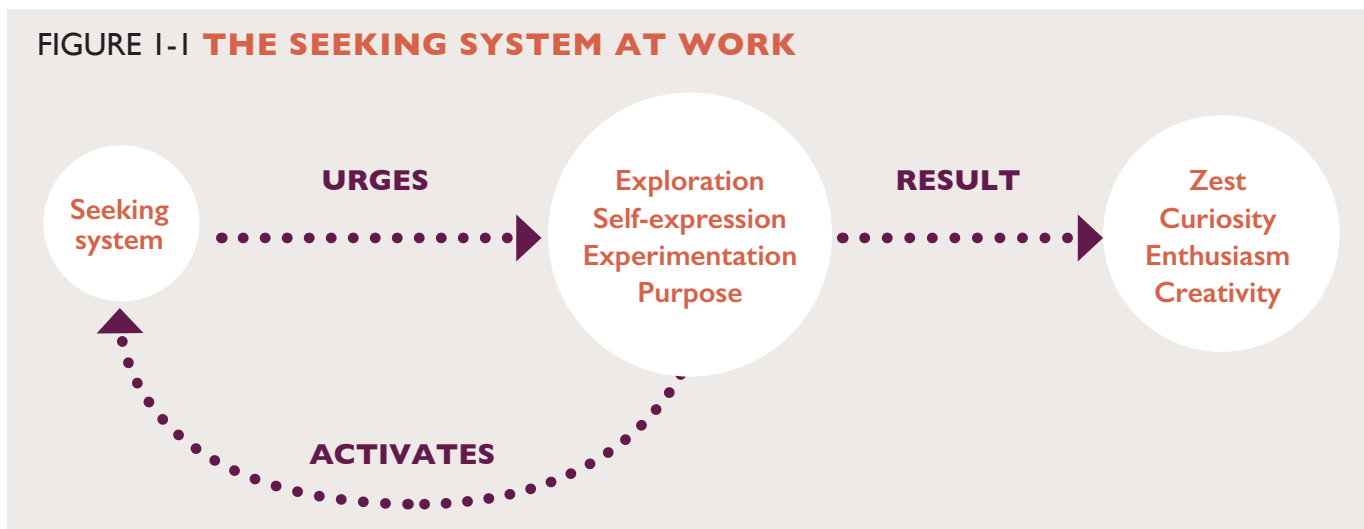 FIGURE 1-1 THE SEEKING SYSTEM AT WORK
Seeking
system
URGES
Exploration
Self-expression
Experimentation
Purpose
RESULT
Zest
Curiosity
Enthusiasm
Creativity
ACTIVATES